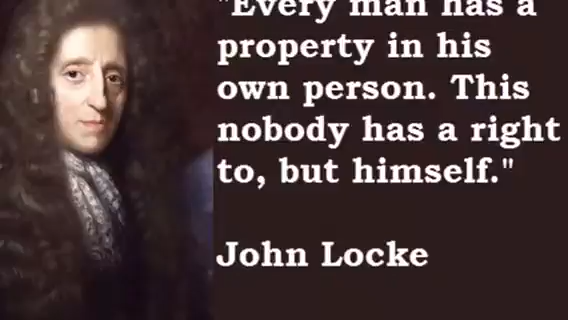 "Every man has a
property in his
own person. This
nobody has a right
to, but himself."
John Locke